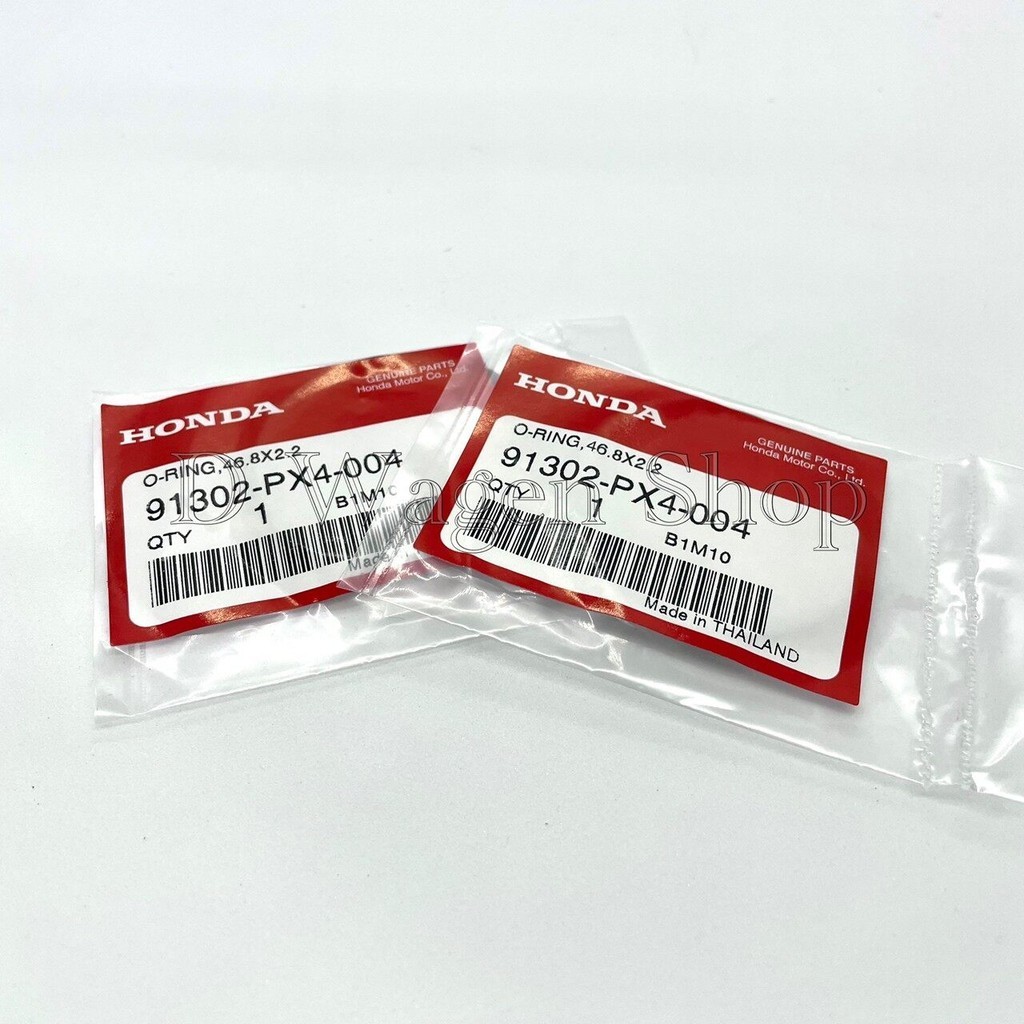 HONDA
GENUINE PARTS
Honda Motor Co., Ltd.
O-RING,46.8X2.2
91302-PX4-004
QTY 1 B1M10
Made
HONDA
GENUINE PARTS
Honda Motor Co., Ltd.
O-RING,46.8X2.2
91302-PX4-004
QTY 1 B1M10
Made in THAILAND
D Wagen Shop